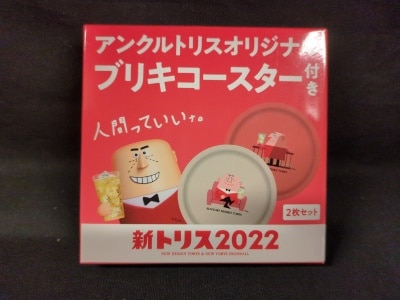 アンクルトリスオリジナル
ブリキコースター付き
人間っていいナ。
2枚セット
新トリス2022